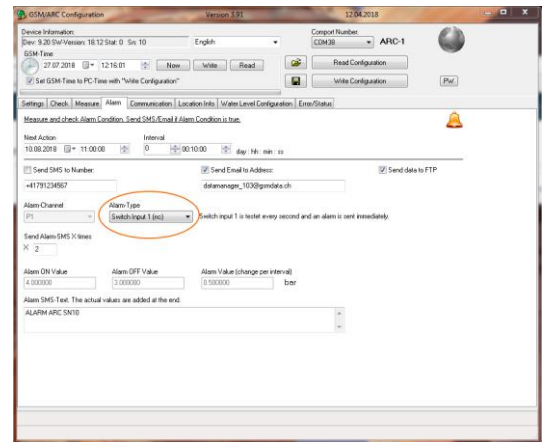 GSM/ARC Configuration Version 3.91 12.04.2018
Device Information:
Dev: 9.20 SW-Version: 18.12 Stat: 0 Sn: 10
English
Comport Number:
COM38
ARC-1
GSM-Time
27.07.2018 12:16:01
Now
Write
Read
Read Configuration
Set GSM-Time to PC-Time with "Write Configuration"
Write Configuration
PW
Settings Check Measure Alarm Communication Location Info Water Level Configuration Error/Status
Measure and check Alarm Condition. Send SMS/Email if Alarm Condition is true.
Next Action Interval
10.08.2018 11:00:00 0 00:10:00 day : hh : min : ss
Send SMS to Number: Send Email to Address: Send data to FTP
+41791234567 datamanager_103@gsmdata.ch
Alarm-Channel Alarm-Type
P1 Switch Input 1 (nc) Switch input 1 is testet every second and an alarm is sent immediately.
Send Alarm-SMS X times
X 2
Alarm ON Value Alarm OFF Value Alarm Value (change per interval)
4.000000 3.000000 0.500000 bar
Alarm SMS-Text. The actual values are added at the end.
ALARM ARC SN10